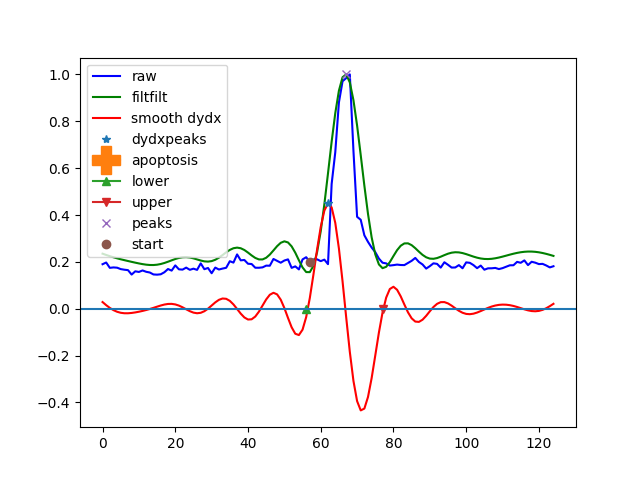 1.0
0.8
0.6
0.4
0.2
0.0
−0.2
−0.4
raw
filtfilt
smooth dydx
dydxpeaks
apoptosis
lower
upper
peaks
start
0 20 40 60 80 100 120